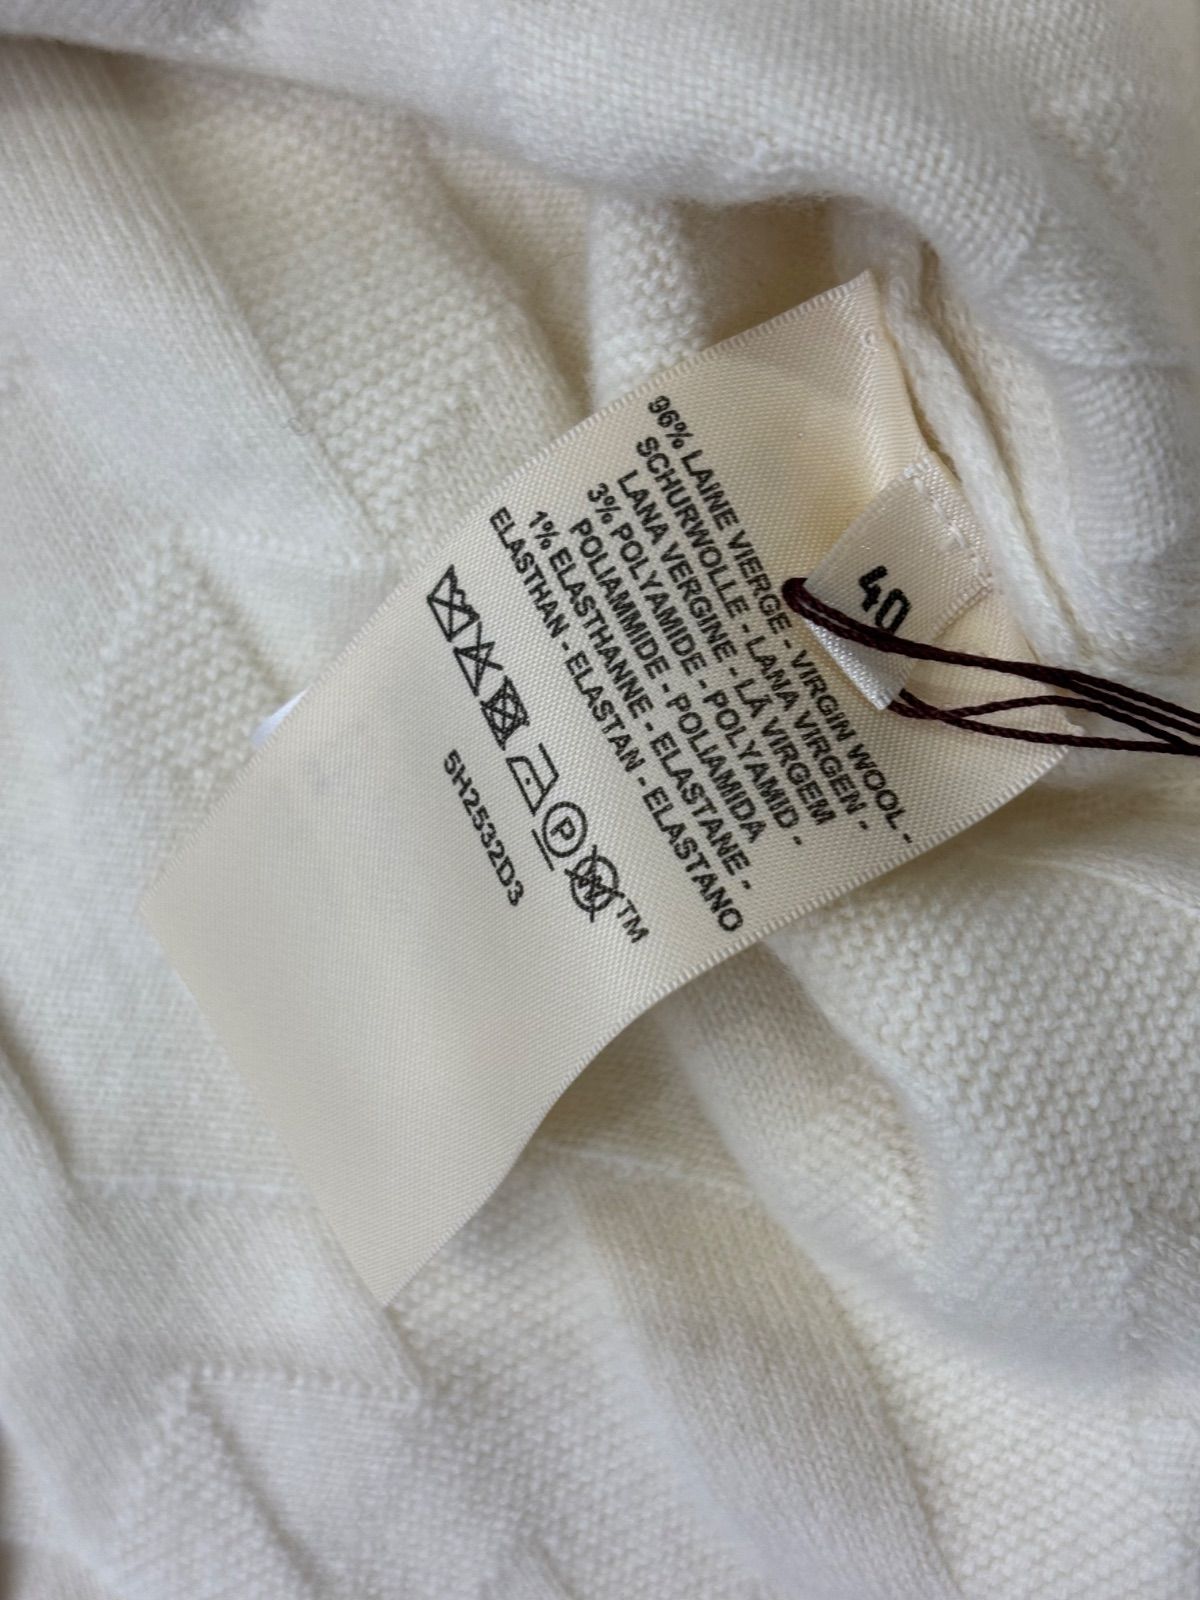 96% LAINE VIERGE - VIRGIN WOOL -
SCHURWOLLE - LANA VIRGEN -
LANA VERGINE - LÃ VIRGEM
3% POLYAMIDE - POLYAMID -
POLIAMMIDE - POLIAMIDA
1% ELASTHANNE - ELASTANE -
ELASTHAN - ELASTAN - ELASTANO
P W TM
5H2532D3
40